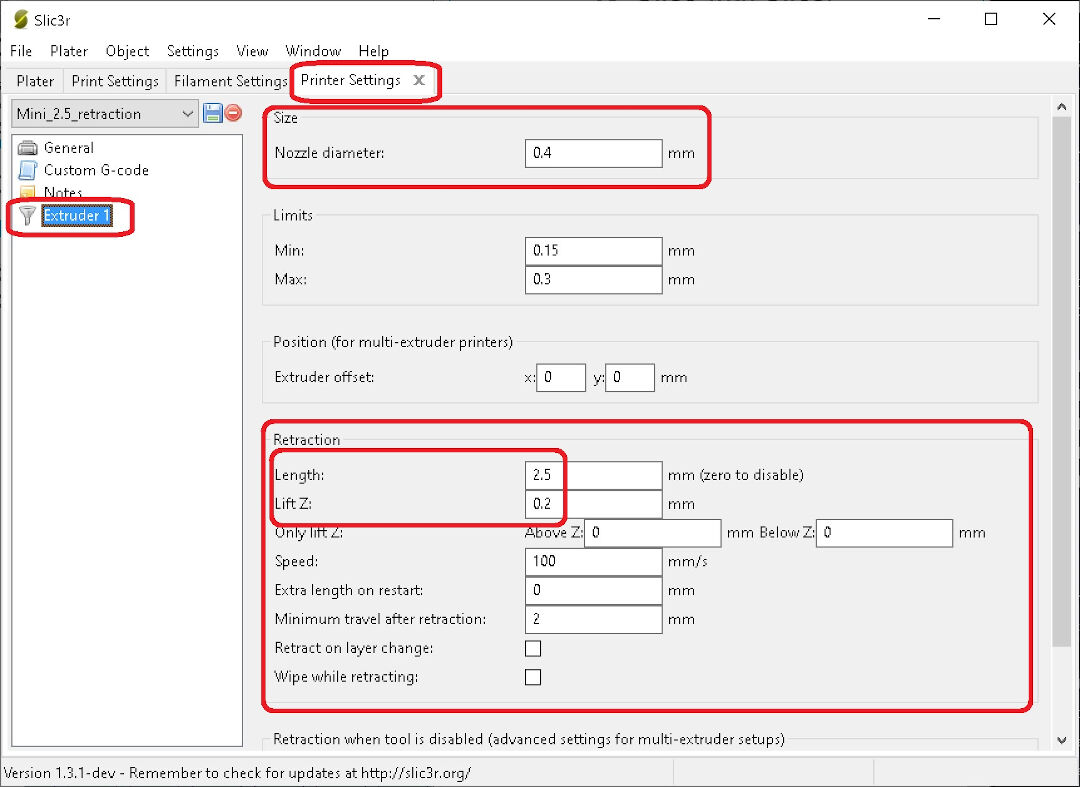 Slic3r
File Plater Object Settings View Window Help
Plater Print Settings Filament Settings Printer Settings
Mini_2.5_retraction
General
Custom G-code
Notes
Extruder 1
Size
Nozzle diameter: 0.4 mm
Limits
Min: 0.15 mm
Max: 0.3 mm
Position (for multi-extruder printers)
Extruder offset: x: 0 y: 0 mm
Retraction
Length: 2.5 mm (zero to disable)
Lift Z: 0.2 mm
Only lift Z: Above Z: 0 mm Below Z: 0 mm
Speed: 100 mm/s
Extra length on restart: 0 mm
Minimum travel after retraction: 2 mm
Retract on layer change:
Wipe while retracting:
Retraction when tool is disabled (advanced settings for multi-extruder setups)
Version 1.3.1-dev - Remember to check for updates at http://slic3r.org/